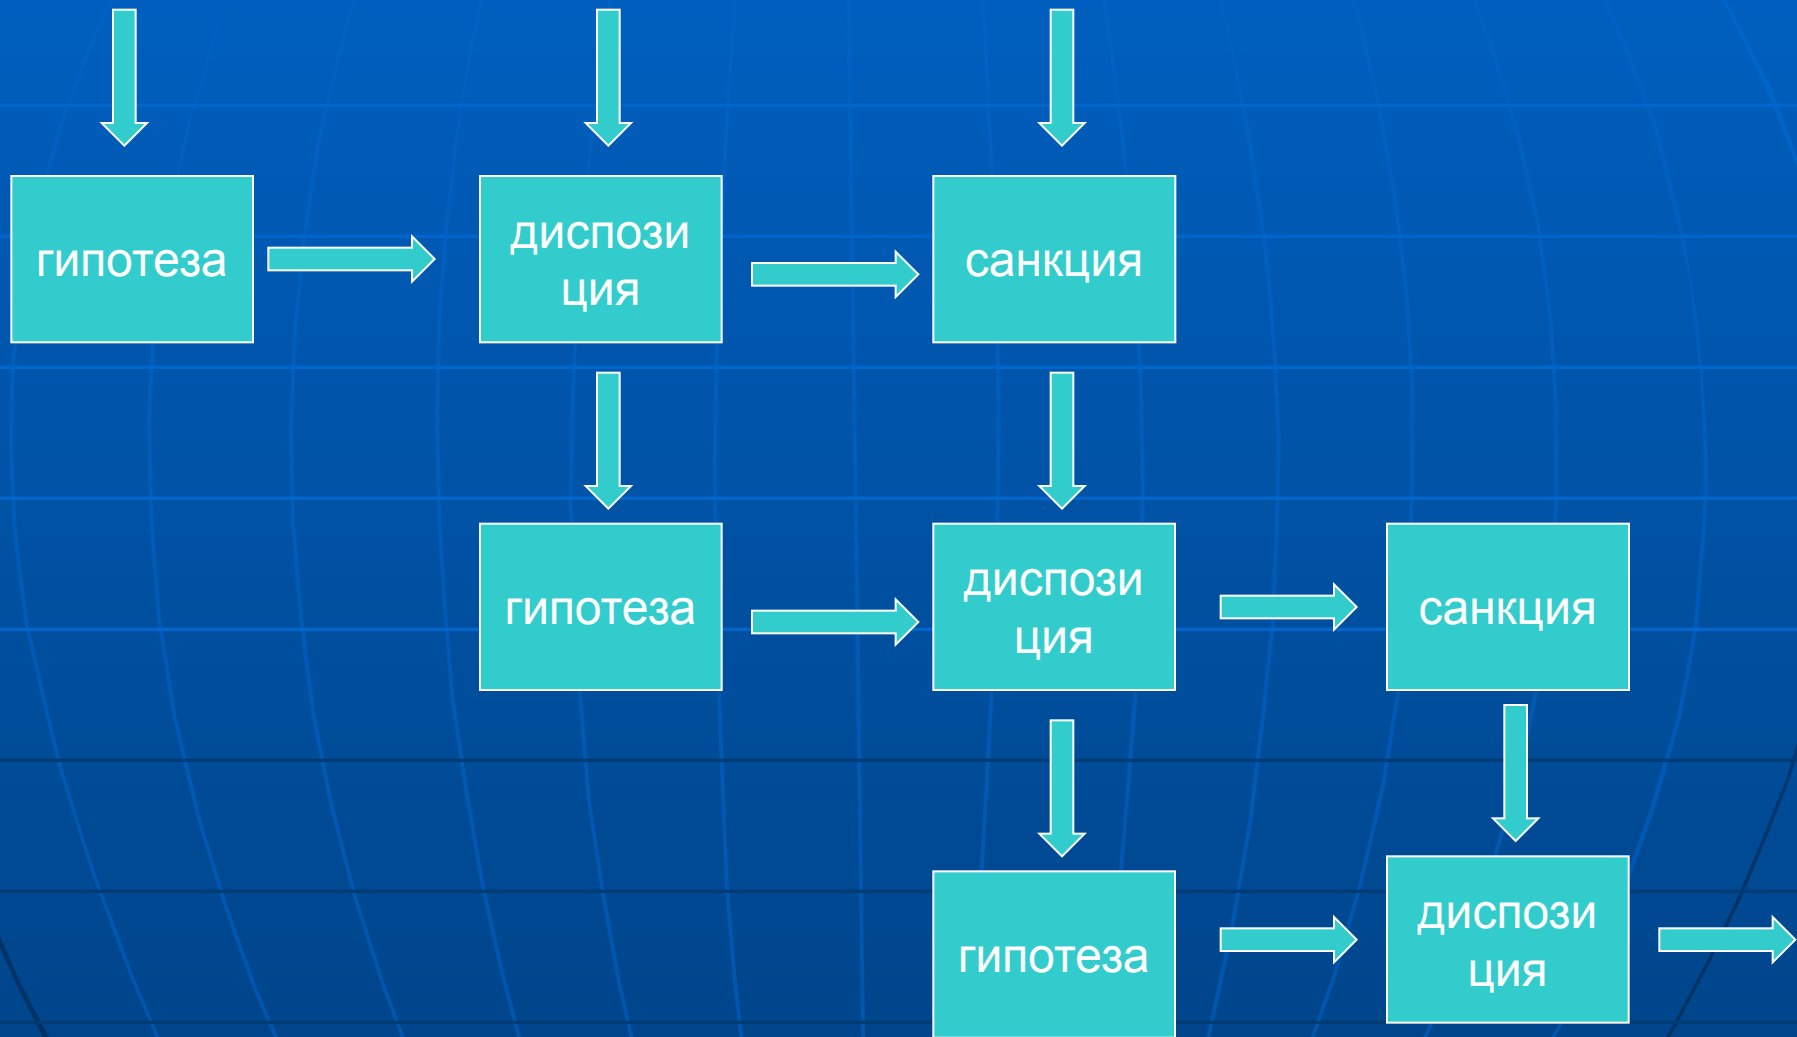 гипотеза
диспози
ция
санкция
гипотеза
диспози
ция
санкция
гипотеза
диспози
ция